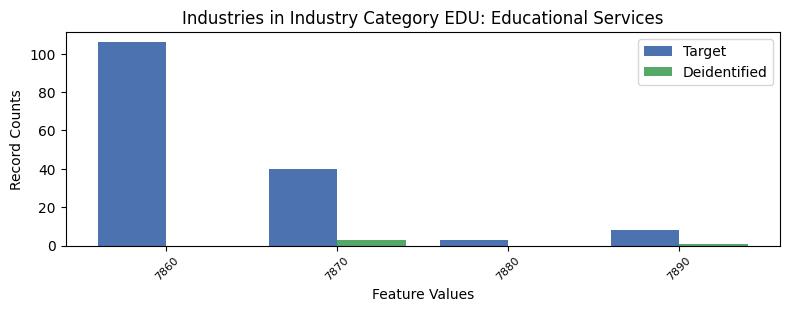 Industries in Industry Category EDU: Educational Services
Target
Deidentified
Record Counts
100
80
60
40
20
0
7860
7870
7880
7890
Feature Values